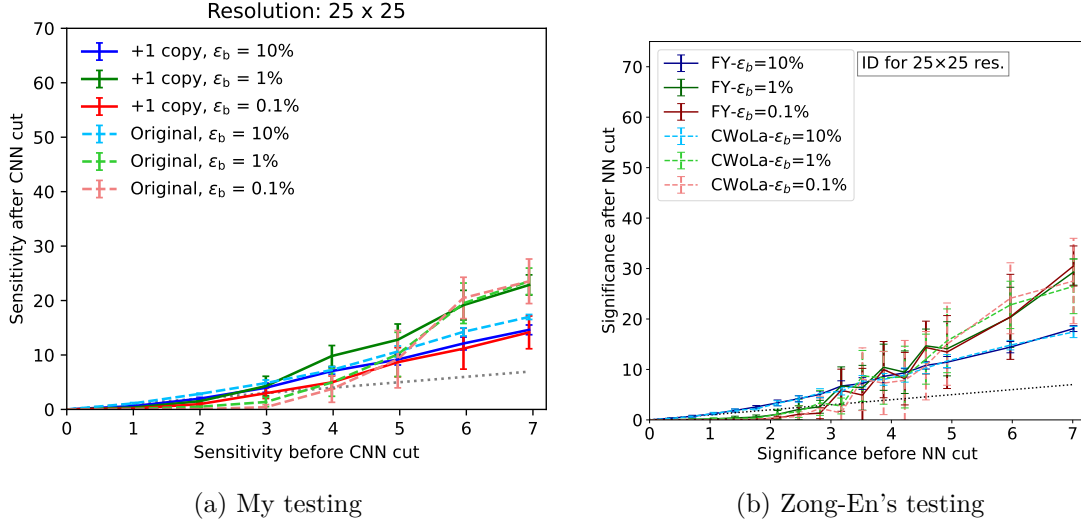 Resolution: 25 x 25
70
60
50
40
30
20
10
0
Sensitivity after CNN cut
+1 copy, εb = 10%
+1 copy, εb = 1%
+1 copy, εb = 0.1%
Original, εb = 10%
Original, εb = 1%
Original, εb = 0.1%
0 1 2 3 4 5 6 7
Sensitivity before CNN cut
(a) My testing
70
60
50
40
30
20
10
0
Significance after NN cut
FY-εb=10%
FY-εb=1%
FY-εb=0.1%
CWoLa-εb=10%
CWoLa-εb=1%
CWoLa-εb=0.1%
ID for 25×25 res.
0 1 2 3 4 5 6 7
Significance before NN cut
(b) Zong-En's testing